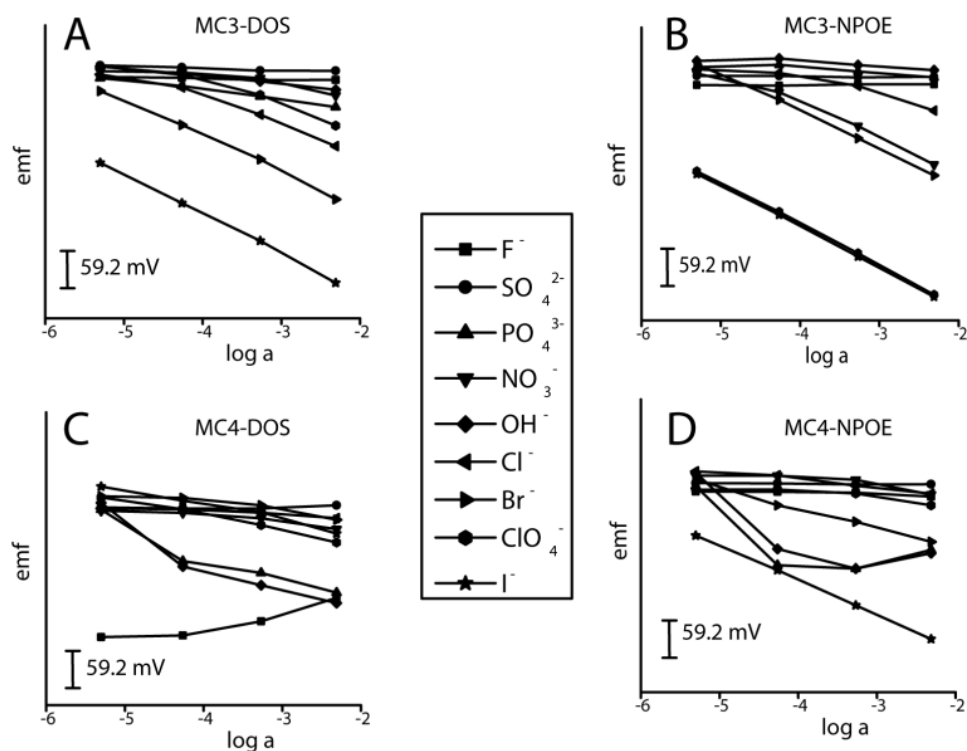 A
MC3-DOS
emf
59.2 mV
-6 -5 -4 -3 -2
log a
B
MC3-NPOE
emf
59.2 mV
-6 -5 -4 -3 -2
log a
F⁻
SO₄²⁻
PO₄³⁻
NO₃⁻
OH⁻
Cl⁻
Br⁻
ClO₄⁻
I⁻
C
MC4-DOS
emf
59.2 mV
-6 -5 -4 -3 -2
log a
D
MC4-NPOE
emf
59.2 mV
-6 -5 -4 -3 -2
log a